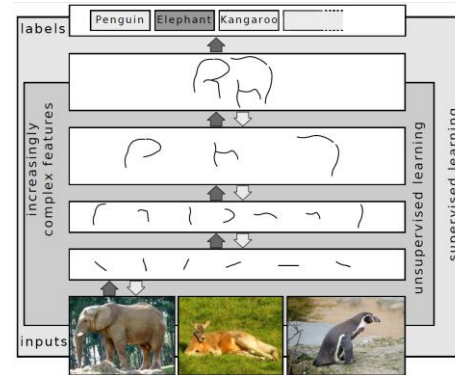 labels
Penguin
Elephant
Kangaroo
increasingly
complex features
unsupervised learning
supervised learning
inputs